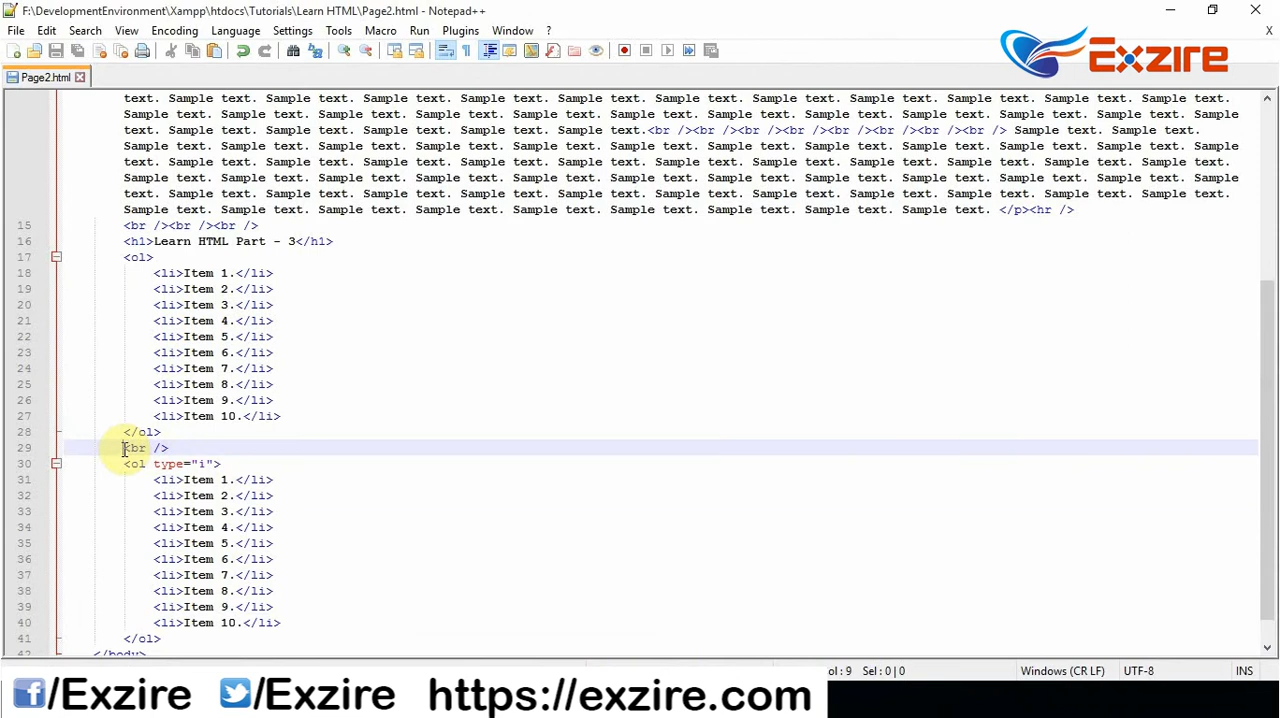 F:\DevelopmentEnvironment\Xampp\htdocs\Tutorials\Learn HTML\Page2.html - Notepad++
File Edit Search View Encoding Language Settings Tools Macro Run Plugins Window ? X
Exzire
Page2.html
text. Sample text. Sample text. Sample text. Sample text. Sample text. Sample text. Sample text. Sample text. Sample text. Sample text. Sample text.
Sample text. Sample text. Sample text. Sample text. Sample text. Sample text. Sample text. Sample text. Sample text. Sample text. Sample text. Sample
text. Sample text. Sample text. Sample text. Sample text. Sample text.<br /><br /><br /><br /><br /><br /><br /><br /> Sample text. Sample text.
Sample text. Sample text. Sample text. Sample text. Sample text. Sample text. Sample text. Sample text. Sample text. Sample text. Sample text. Sample
text. Sample text. Sample text. Sample text. Sample text. Sample text. Sample text. Sample text. Sample text. Sample text. Sample text. Sample text.
Sample text. Sample text. Sample text. Sample text. Sample text. Sample text. Sample text. Sample text. Sample text. Sample text. Sample text. Sample
text. Sample text. Sample text. Sample text. Sample text. Sample text. Sample text. Sample text. Sample text. Sample text. Sample text. Sample text.
Sample text. Sample text. Sample text. Sample text. Sample text. Sample text. Sample text. Sample text. Sample text. </p><hr />
15 <br /><br /><br />
16 <h1>Learn HTML Part - 3</h1>
17 <ol>
18 <li>Item 1.</li>
19 <li>Item 2.</li>
20 <li>Item 3.</li>
21 <li>Item 4.</li>
22 <li>Item 5.</li>
23 <li>Item 6.</li>
24 <li>Item 7.</li>
25 <li>Item 8.</li>
26 <li>Item 9.</li>
27 <li>Item 10.</li>
28 </ol>
29 <br />
30 <ol type="i">
31 <li>Item 1.</li>
32 <li>Item 2.</li>
33 <li>Item 3.</li>
34 <li>Item 4.</li>
35 <li>Item 5.</li>
36 <li>Item 6.</li>
37 <li>Item 7.</li>
38 <li>Item 8.</li>
39 <li>Item 9.</li>
40 <li>Item 10.</li>
41 </ol>
42 </body>
ol : 9 Sel : 0 | 0 Windows (CR LF) UTF-8 INS
/Exzire /Exzire https://exzire.com